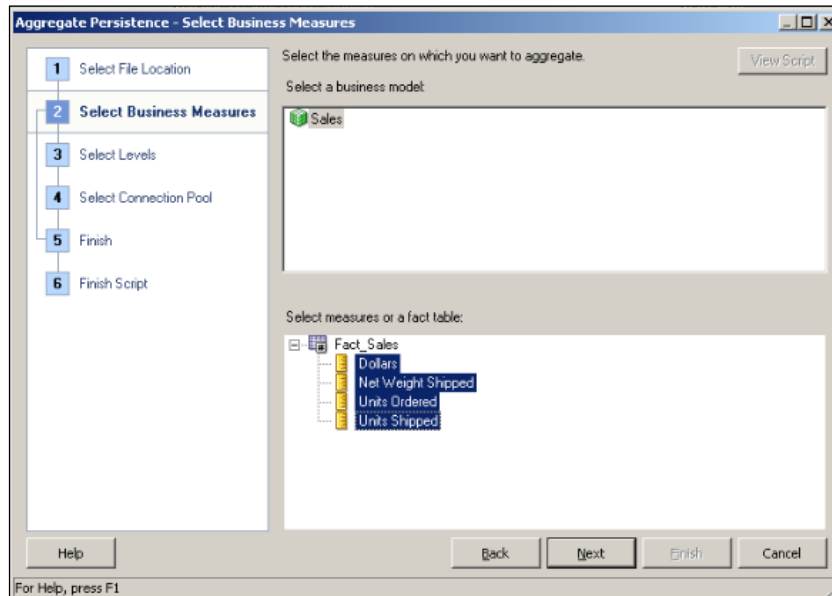 Aggregate Persistence - Select Business Measures
1 Select File Location
2 Select Business Measures
3 Select Levels
4 Select Connection Pool
5 Finish
6 Finish Script
Select the measures on which you want to aggregate.
View Script
Select a business model:
Sales
Select measures or a fact table:
Fact_Sales
Dollars
Net Weight Shipped
Units Ordered
Units Shipped
Help
Back
Next
Finish
Cancel
For Help, press F1